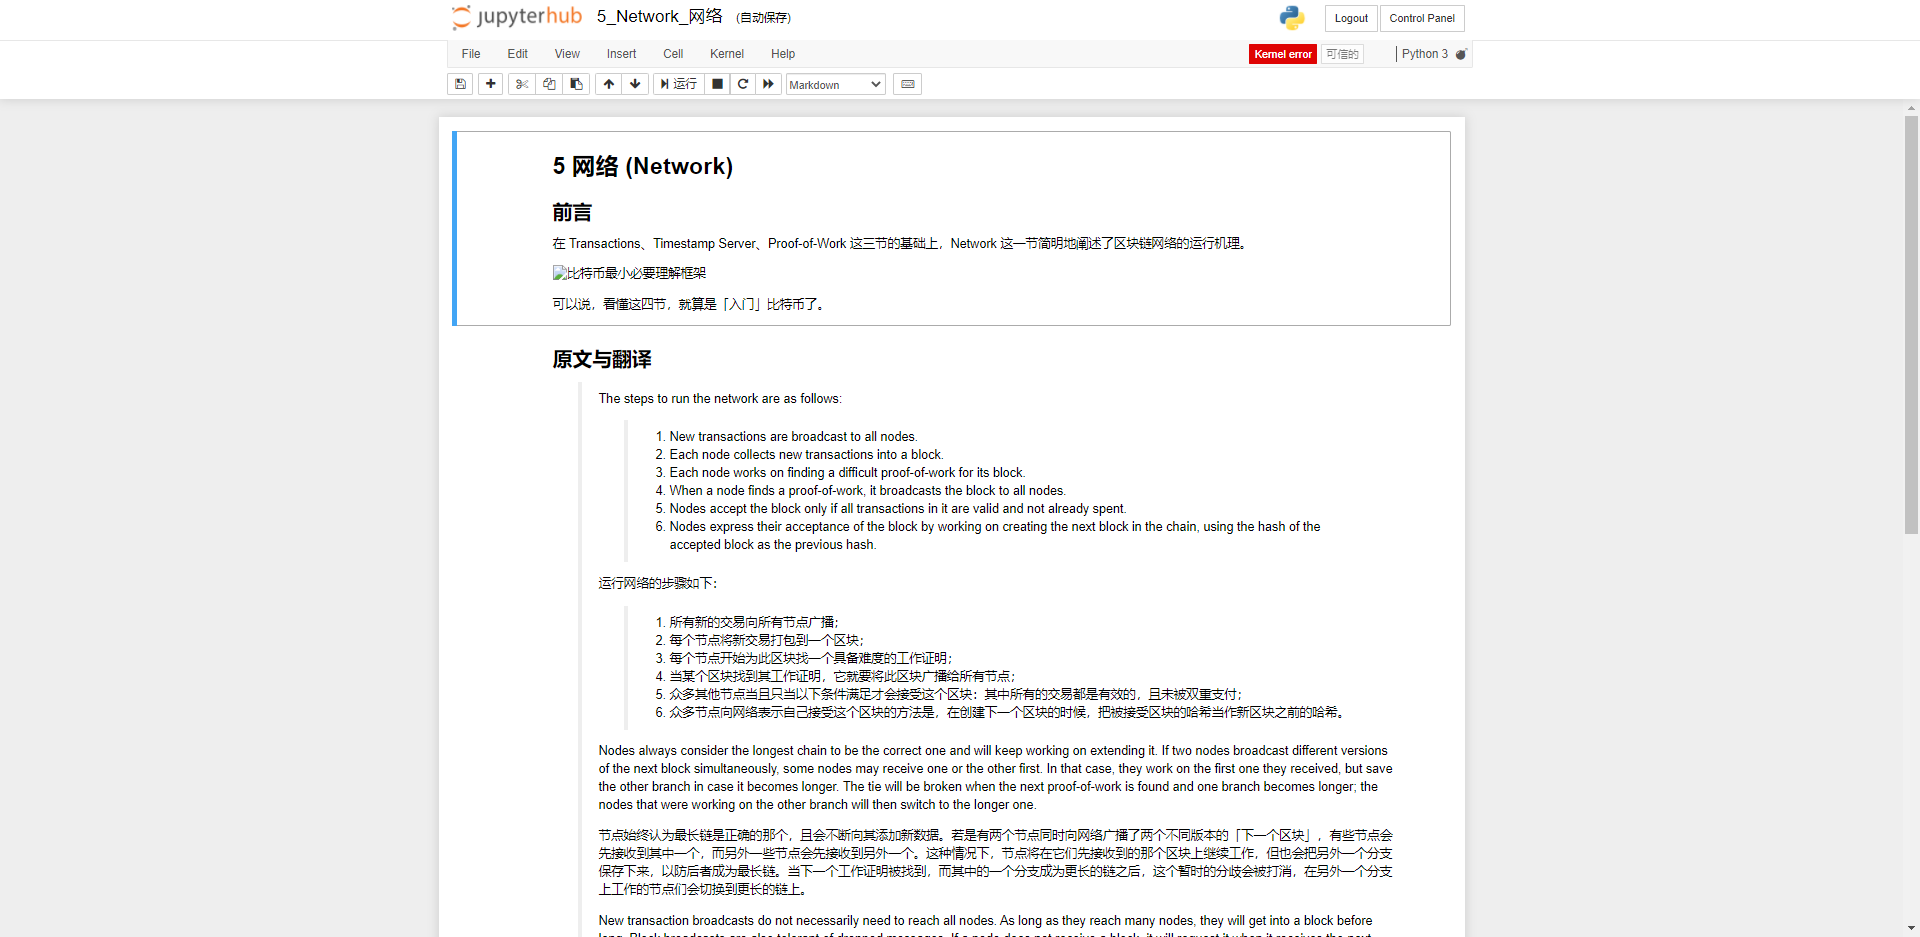 jupyterhub 5_Network_网络 (自动保存) Logout Control Panel
File Edit View Insert Cell Kernel Help Kernel error 可信的 Python 3
运行 Markdown
5 网络 (Network)
前言
在 Transactions、Timestamp Server、Proof-of-Work 这三节的基础上，Network 这一节简明地阐述了区块链网络的运行机理。
比特币最小必要理解框架
可以说，看懂这四节，就算是「入门」比特币了。
原文与翻译
The steps to run the network are as follows:
1. New transactions are broadcast to all nodes.
2. Each node collects new transactions into a block.
3. Each node works on finding a difficult proof-of-work for its block.
4. When a node finds a proof-of-work, it broadcasts the block to all nodes.
5. Nodes accept the block only if all transactions in it are valid and not already spent.
6. Nodes express their acceptance of the block by working on creating the next block in the chain, using the hash of the
accepted block as the previous hash.
运行网络的步骤如下：
1. 所有新的交易向所有节点广播；
2. 每个节点将新交易打包到一个区块；
3. 每个节点开始为此区块找一个具备难度的工作证明；
4. 当某个区块找到其工作证明，它就要将此区块广播给所有节点；
5. 众多其他节点当且只当以下条件满足才会接受这个区块：其中所有的交易都是有效的，且未被双重支付；
6. 众多节点向网络表示自己接受这个区块的方法是，在创建下一个区块的时候，把被接受区块的哈希当作新区块之前的哈希。
Nodes always consider the longest chain to be the correct one and will keep working on extending it. If two nodes broadcast different versions
of the next block simultaneously, some nodes may receive one or the other first. In that case, they work on the first one they received, but save
the other branch in case it becomes longer. The tie will be broken when the next proof-of-work is found and one branch becomes longer; the
nodes that were working on the other branch will then switch to the longer one.
节点始终认为最长链是正确的那个，且会不断向其添加新数据。若是有两个节点同时向网络广播了两个不同版本的「下一个区块」，有些节点会
先接收到其中一个，而另外一些节点会先接收到另外一个。这种情况下，节点将在它们先接收到的那个区块上继续工作，但也会把另外一个分支
保存下来，以防后者成为最长链。当下一个工作证明被找到，而其中的一个分支成为更长的链之后，这个暂时的分歧会被打消，在另外一个分支
上工作的节点们会切换到更长的链上。
New transaction broadcasts do not necessarily need to reach all nodes. As long as they reach many nodes, they will get into a block before
long. Block broadcasts are also tolerant of dropped messages. If a node does not receive a block, it will request it when it receives the next